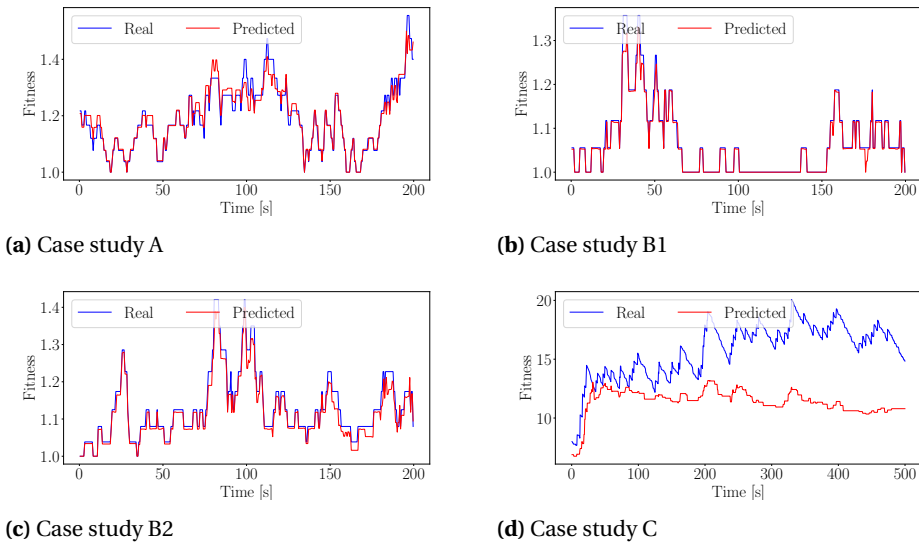 Real Predicted
1.4
1.2
1.0
Fitness
0 50 100 150 200
Time [s]
(a) Case study A
Real Predicted
1.3
1.2
1.1
1.0
Fitness
0 50 100 150 200
Time [s]
(b) Case study B1
Real Predicted
1.4
1.3
1.2
1.1
1.0
Fitness
0 50 100 150 200
Time [s]
(c) Case study B2
Real Predicted
20
15
10
Fitness
0 100 200 300 400 500
Time [s]
(d) Case study C